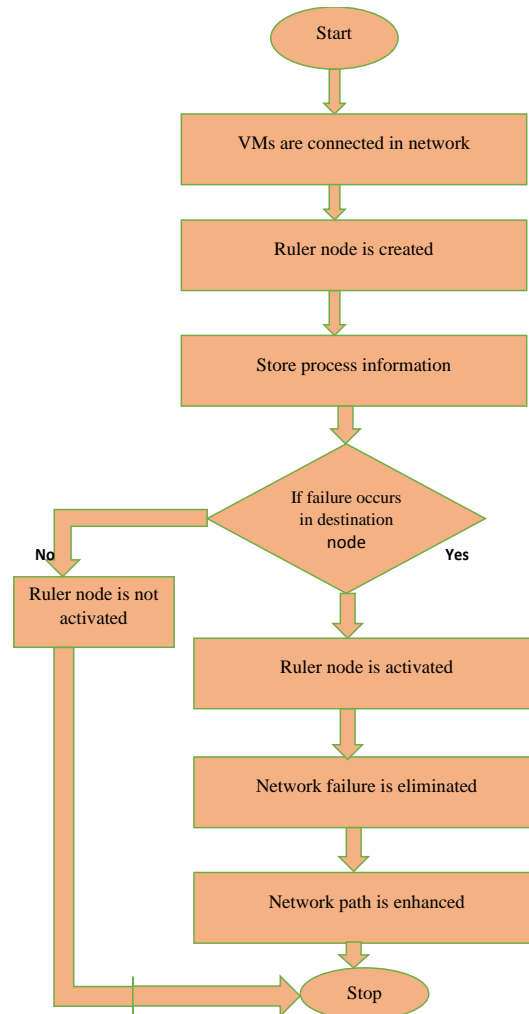 Start
VMs are connected in network
Ruler node is created
Store process information
If failure occurs
in destination
node
No
Yes
Ruler node is not
activated
Ruler node is activated
Network failure is eliminated
Network path is enhanced
Stop